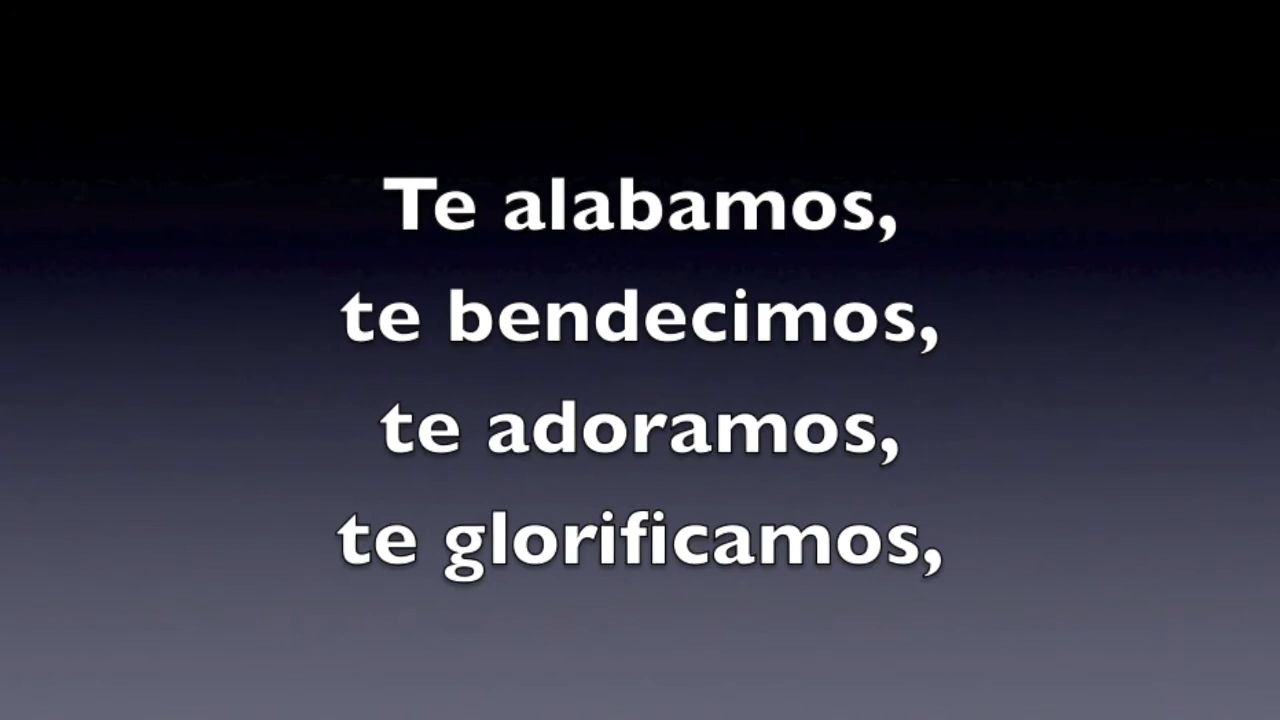 Te alabamos,
te bendecimos,
te adoramos,
te glorificamos,